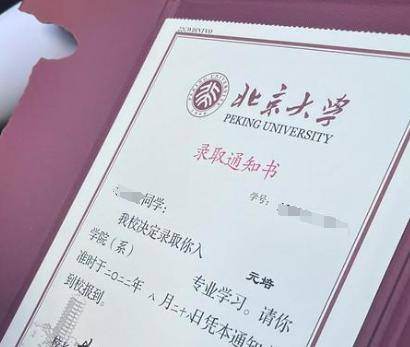 北京大学
PEKING UNIVERSITY
录取通知书
学号:
同学:
我校决定录取你入
元培
学院(系)
专业学习。请你
准时于二〇二二年 八月二十八日凭本通知
到校报到。